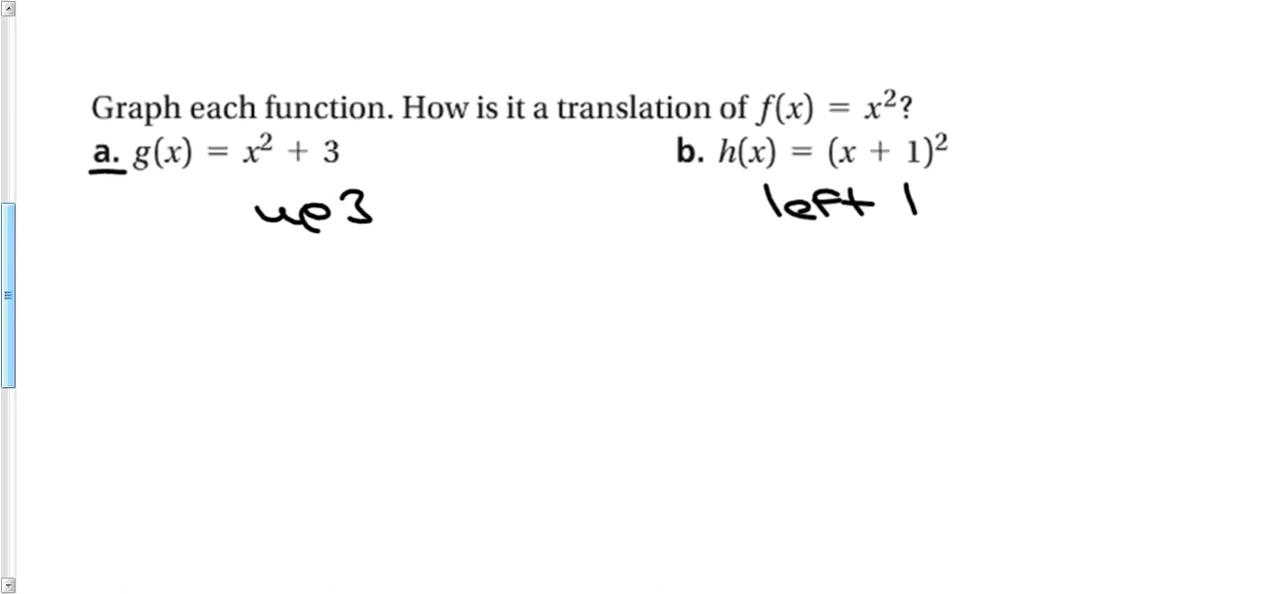 Graph each function. How is it a translation of f(x) = x²?
a. g(x) = x² + 3
b. h(x) = (x + 1)²
up 3
left 1